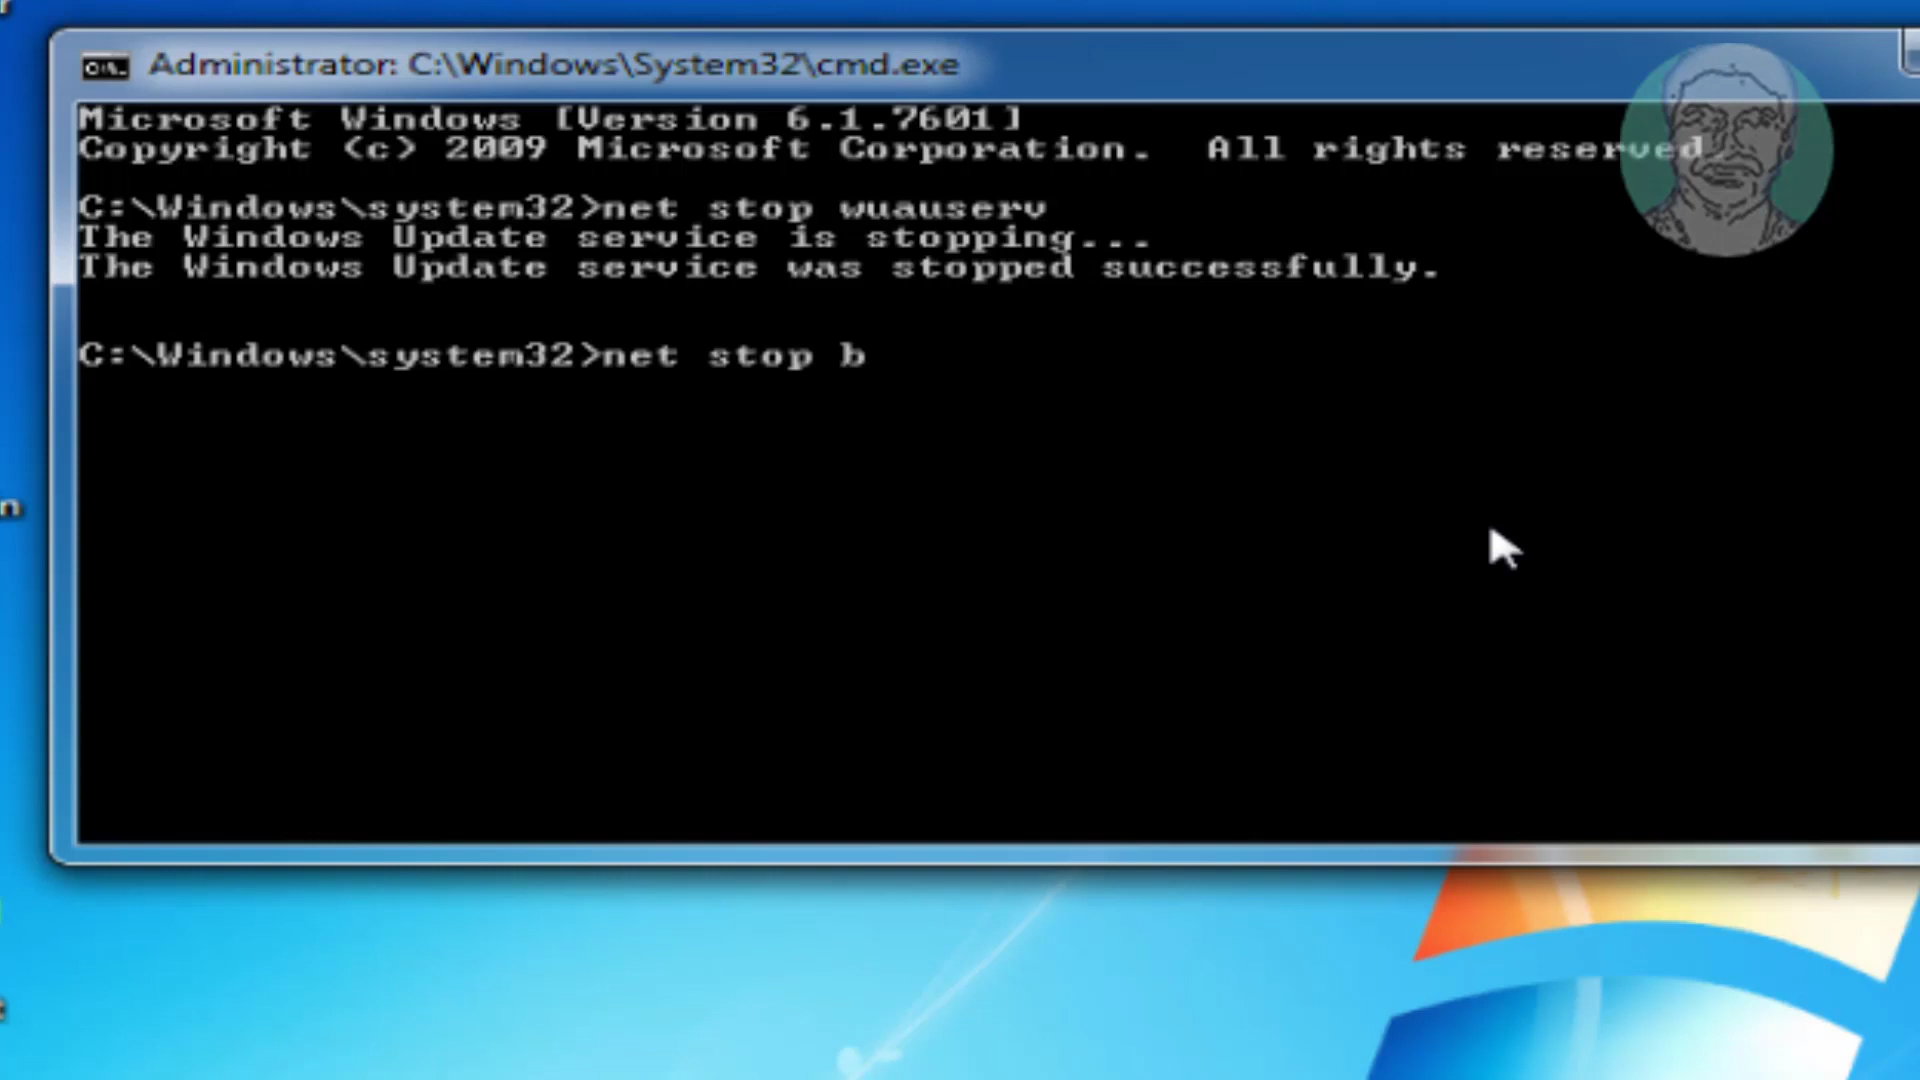 Administrator: C:\Windows\System32\cmd.exe
Microsoft Windows [Version 6.1.7601]
Copyright (c) 2009 Microsoft Corporation.  All rights reserved.
C:\Windows\system32>net stop wuauserv
The Windows Update service is stopping...
The Windows Update service was stopped successfully.
C:\Windows\system32>net stop b
n